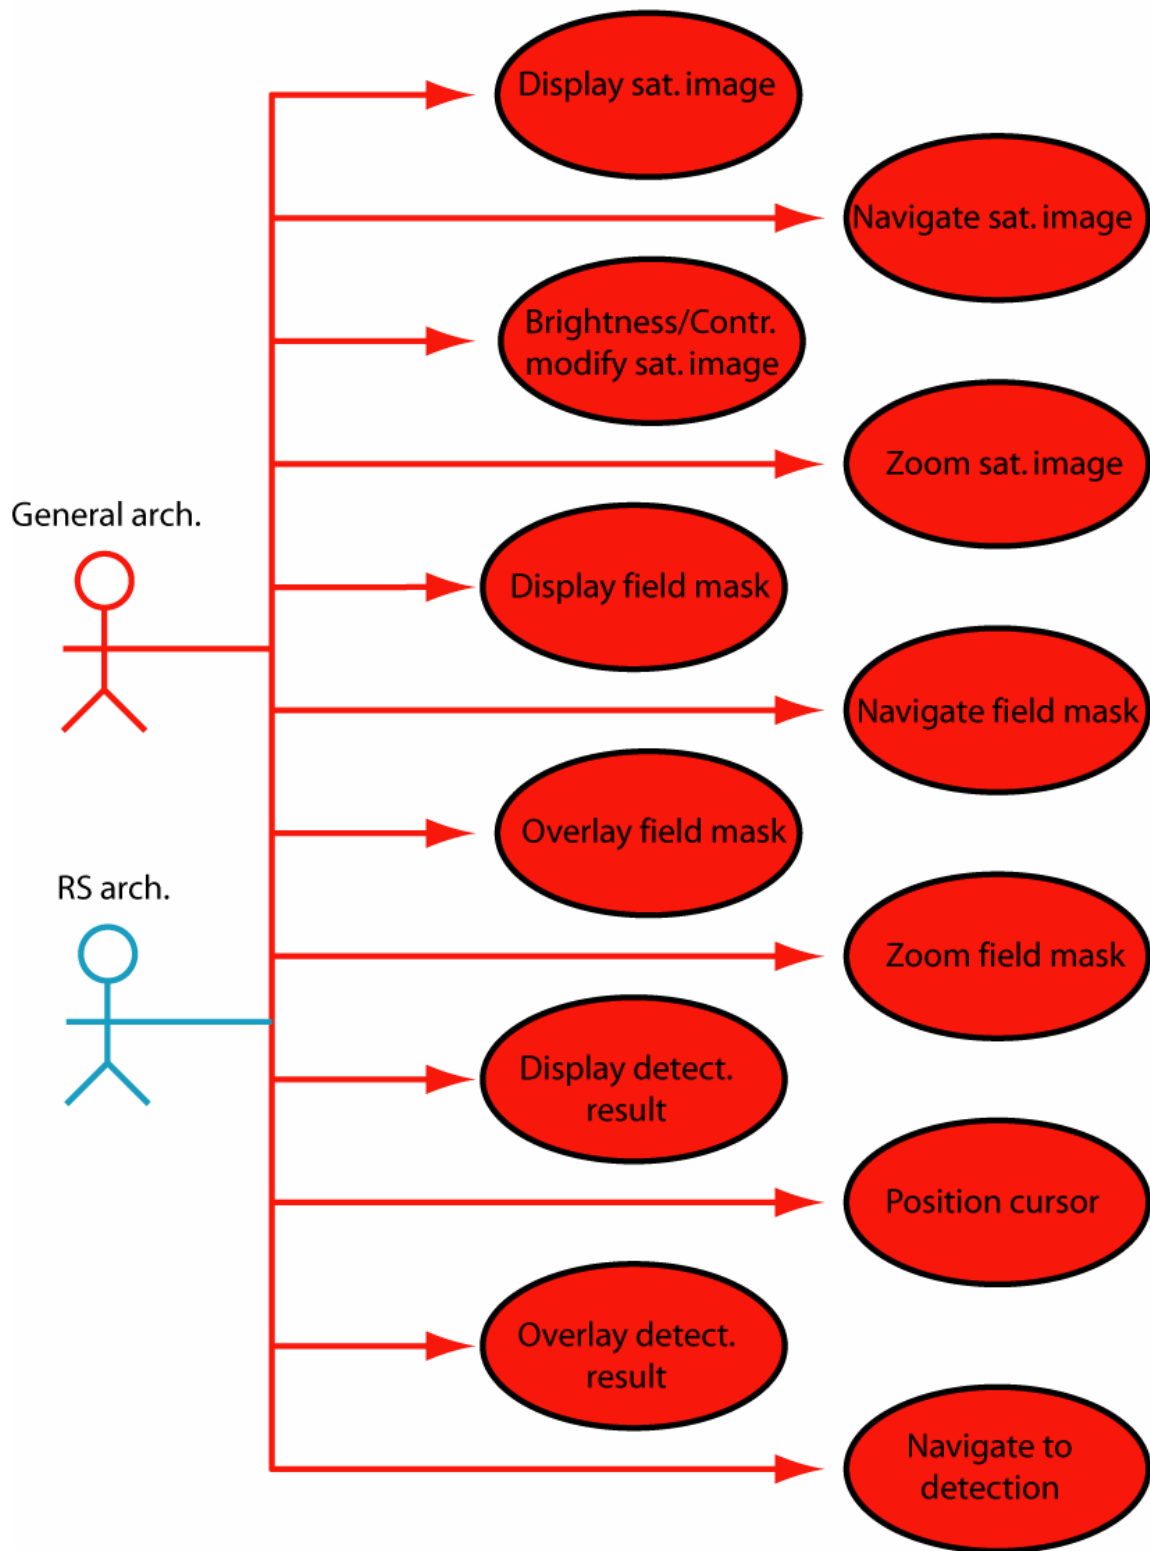 Display sat. image
Navigate sat. image
Brightness/Contr.
modify sat. image
Zoom sat. image
General arch.
Display field mask
Navigate field mask
Overlay field mask
RS arch.
Zoom field mask
Display detect.
result
Position cursor
Overlay detect.
result
Navigate to
detection